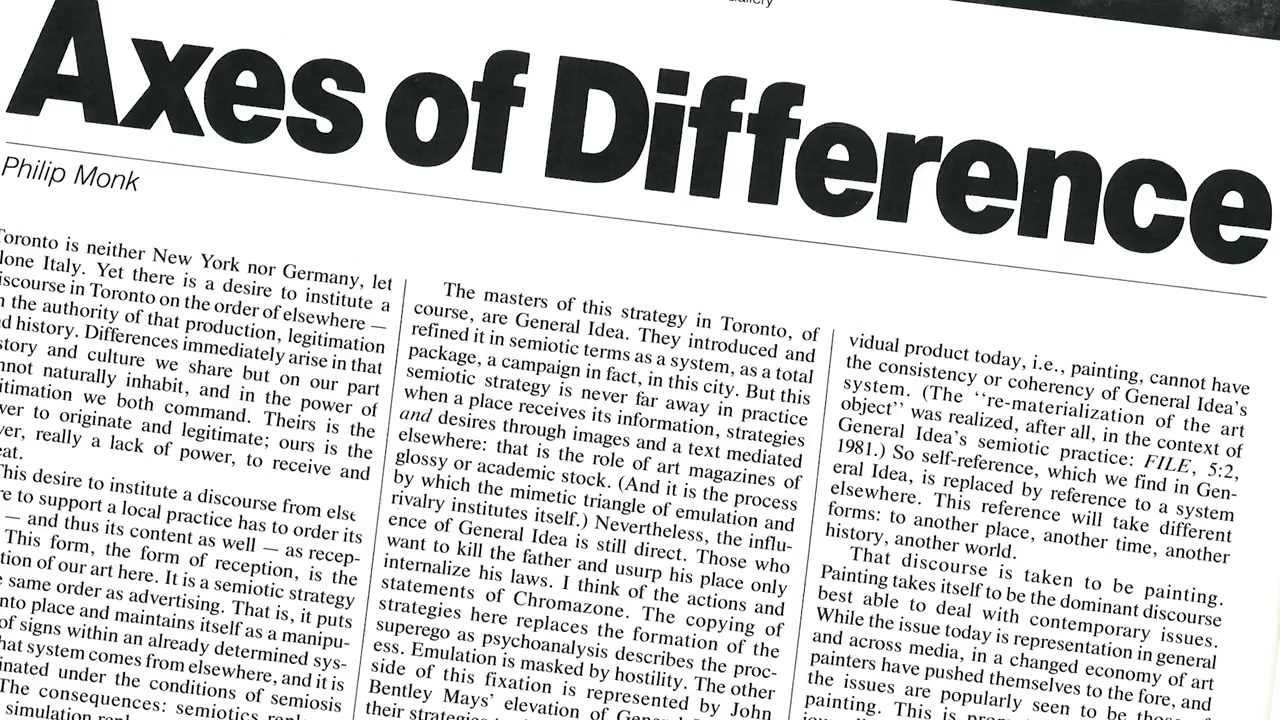 Axes of Difference
Philip Monk
Toronto is neither New York nor Germany, let
lone Italy. Yet there is a desire to institute a
iscourse in Toronto on the order of elsewhere —
n the authority of that production, legitimation
nd history. Differences immediately arise in that
story and culture we share but on our part
nnot naturally inhabit, and in the power of
itimation we both command. Theirs is the
wer to originate and legitimate; ours is the
ver, really a lack of power, to receive and
eat.
This desire to institute a discourse from else
re to support a local practice has to order its
— and thus its content as well — as recep-
This form, the form of reception, is the
tion of our art here. It is a semiotic strategy
e same order as advertising. That is, it puts
nto place and maintains itself as a manipu-
of signs within an already determined sys-
hat system comes from elsewhere, and it is
inated under the conditions of semiosis
The consequences: semiotics
simulation
The masters of this strategy in Toronto, of
course, are General Idea. They introduced and
refined it in semiotic terms as a system, as a total
package, a campaign in fact, in this city. But this
semiotic strategy is never far away in practice
when a place receives its information, strategies
and desires through images and a text mediated
elsewhere: that is the role of art magazines of
glossy or academic stock. (And it is the process
by which the mimetic triangle of emulation and
rivalry institutes itself.) Nevertheless, the influ-
ence of General Idea is still direct. Those who
want to kill the father and usurp his place only
internalize his laws. I think of the actions and
statements of Chromazone. The copying of
strategies here replaces the formation of the
superego as psychoanalysis describes the proc-
ess. Emulation is masked by hostility. The other
side of this fixation is represented by John
Bentley Mays' elevation of
their strategies
vidual product today, i.e., painting, cannot have
the consistency or coherency of General Idea's
system. (The ‘‘re-materialization of the art
object’’ was realized, after all, in the context of
General Idea's semiotic practice: FILE, 5:2,
1981.) So self-reference, which we find in Gen-
eral Idea, is replaced by reference to a system
elsewhere. This reference will take different
forms: to another place, another time, another
history, another world.
That discourse is taken to be painting.
Painting takes itself to be the dominant discourse
best able to deal with contemporary issues.
While the issue today is representation in general
and across media, in a changed economy of art
painters have pushed themselves to the fore, and
the issues are popularly seen to be those of
painting. This is